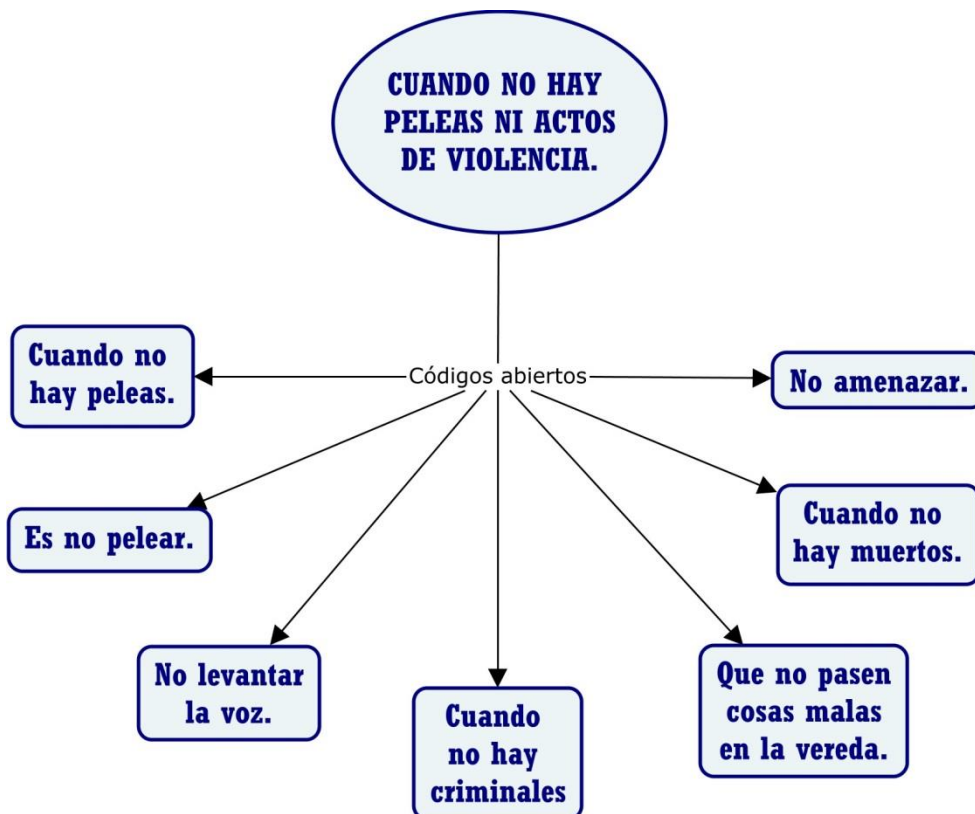 CUANDO NO HAY
PELEAS NI ACTOS
DE VIOLENCIA.
Códigos abiertos
Cuando no
hay peleas.
No amenazar.
Es no pelear.
Cuando no
hay muertos.
No levantar
la voz.
Cuando
no hay
criminales
Que no pasen
cosas malas
en la vereda.